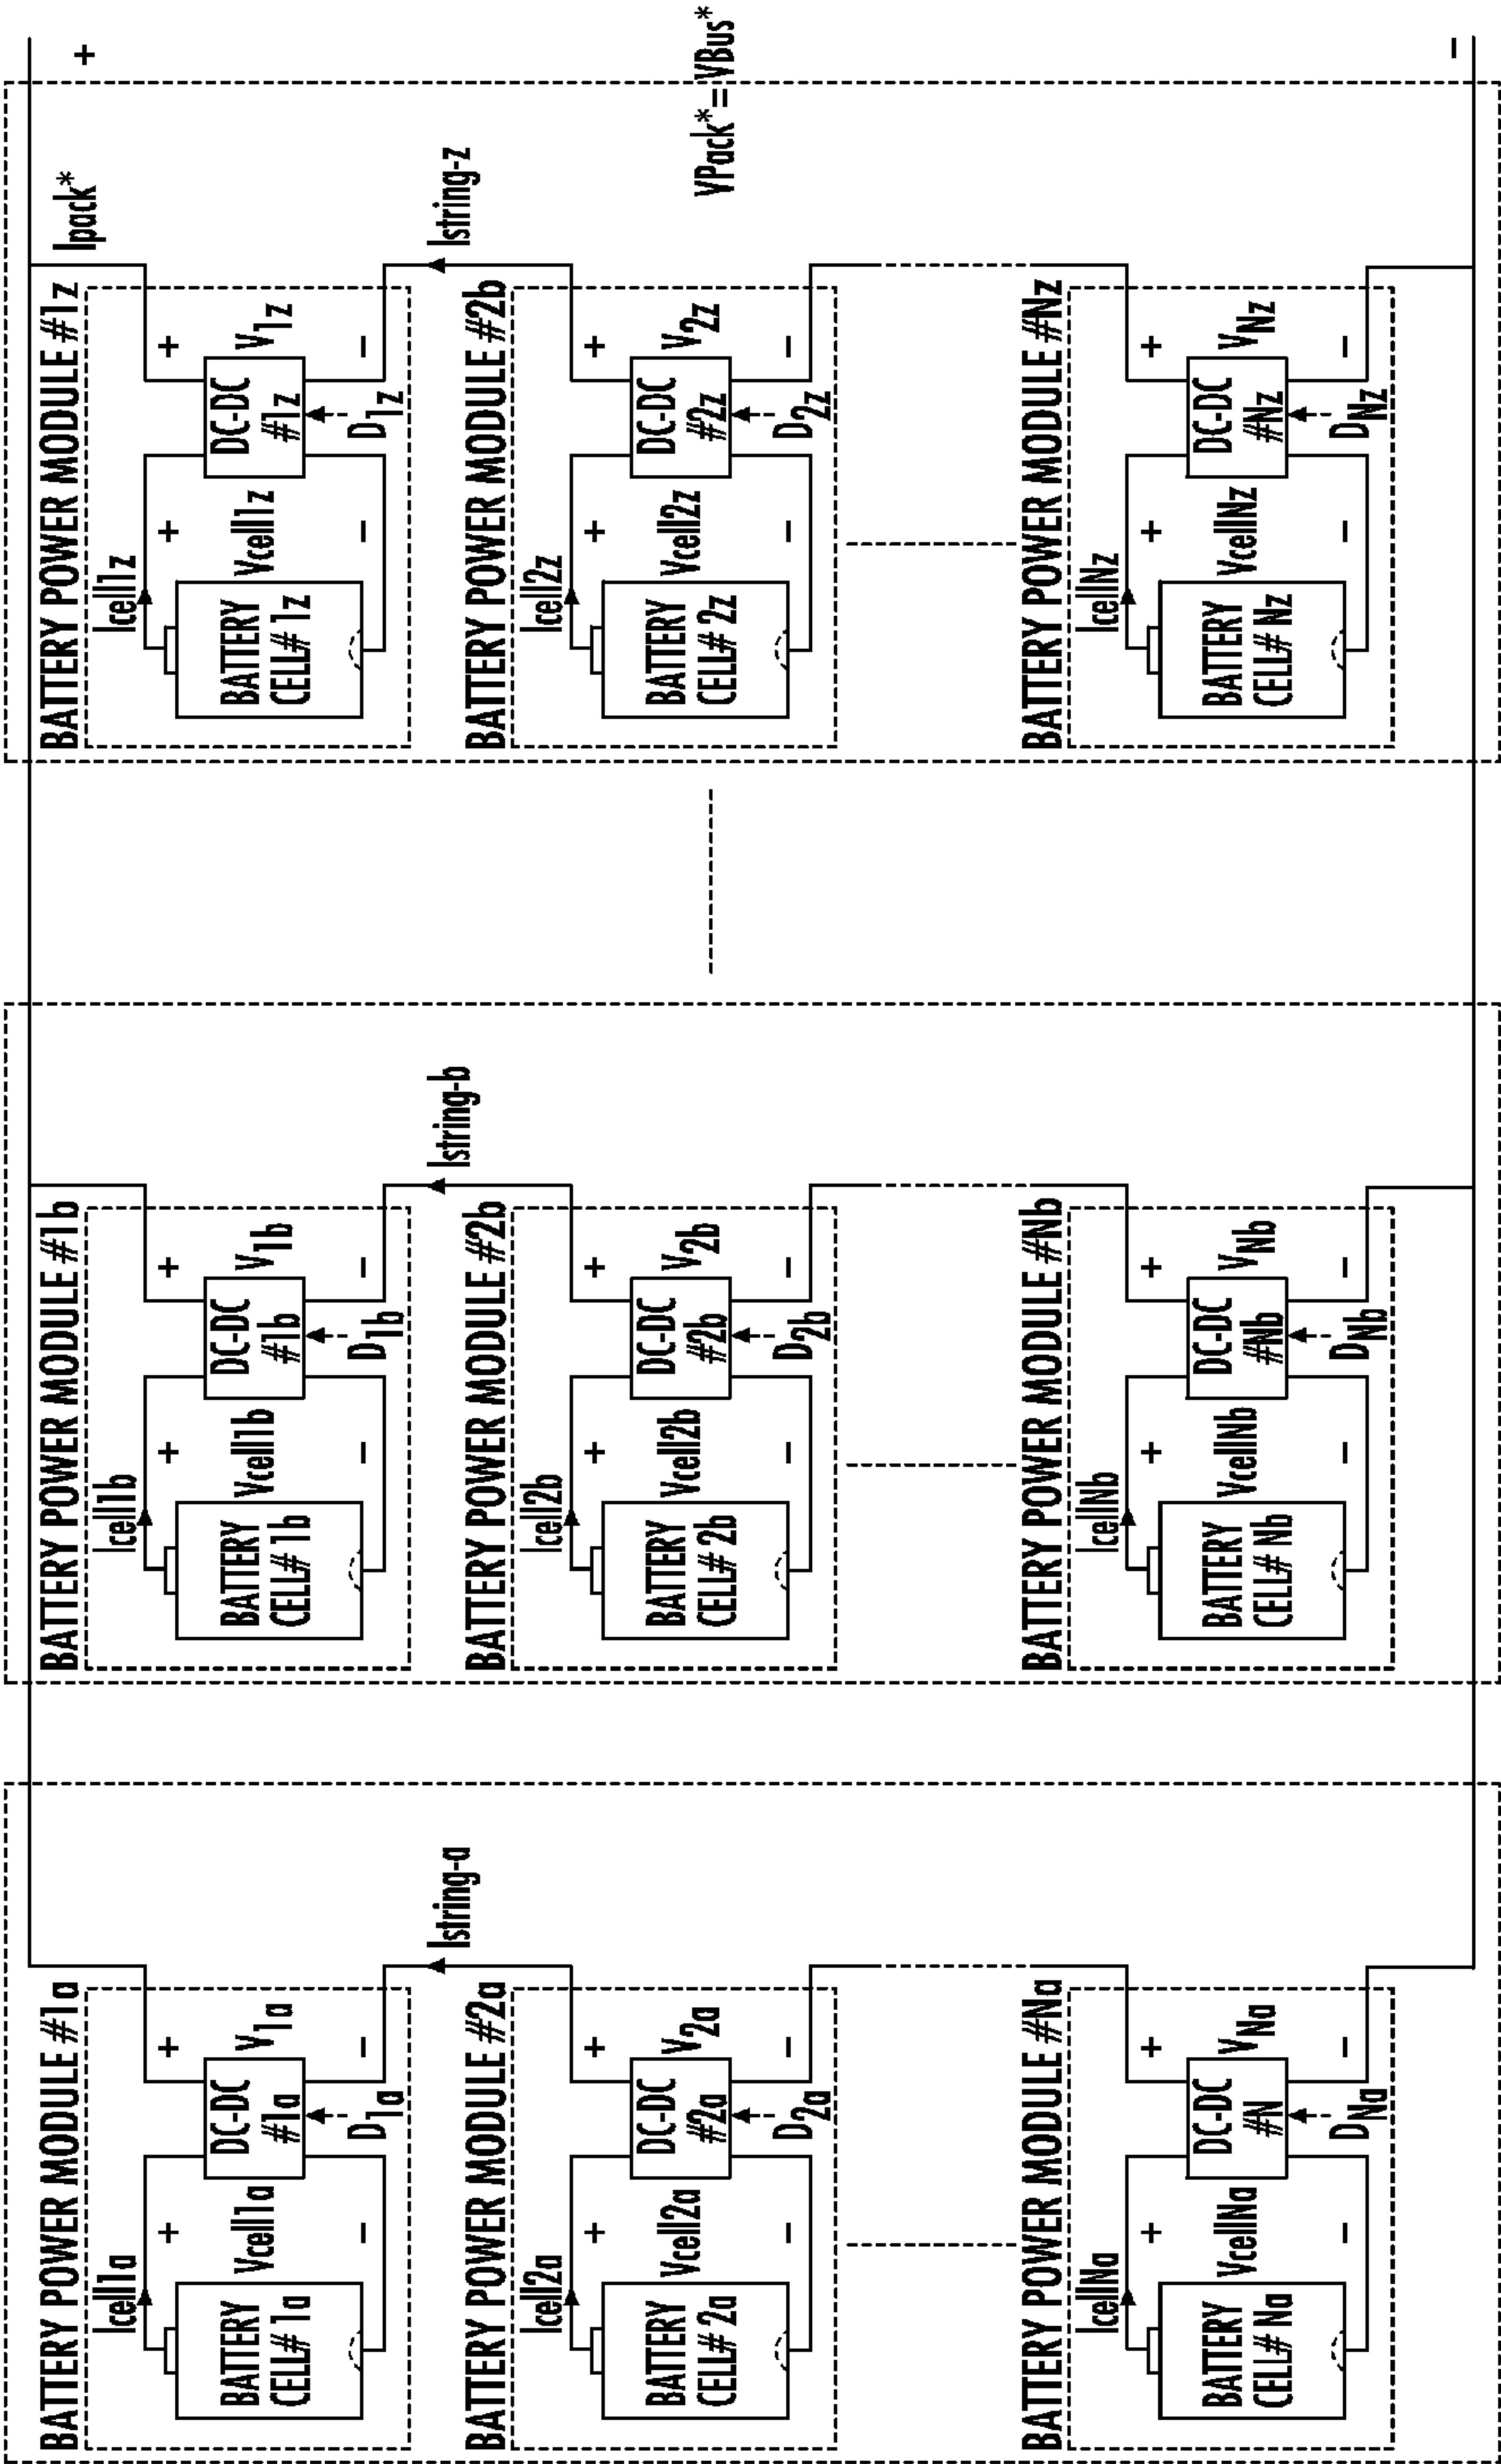 BATTERY POWER MODULE #1a
Icell1a
BATTERY
CELL# 1a
+
Vcell1a
−
DC-DC
#1a
D1a
+
V1a
−
Istring-a
BATTERY POWER MODULE #2a
Icell2a
BATTERY
CELL# 2a
+
Vcell2a
−
DC-DC
#2a
D2a
+
V2a
−
BATTERY POWER MODULE #Na
IcellNa
BATTERY
CELL# Na
+
VcellNa
−
DC-DC
#N
DNa
+
VNa
−
BATTERY POWER MODULE #1b
Icell1b
BATTERY
CELL# 1b
+
Vcell1b
−
DC-DC
#1b
D1b
+
V1b
−
Istring-b
BATTERY POWER MODULE #2b
Icell2b
BATTERY
CELL# 2b
+
Vcell2b
−
DC-DC
#2b
D2b
+
V2b
−
BATTERY POWER MODULE #Nb
IcellNb
BATTERY
CELL# Nb
+
VcellNb
−
DC-DC
#Nb
DNb
+
VNb
−
BATTERY POWER MODULE #1z
Icell1z
BATTERY
CELL# 1z
+
Vcell1z
−
DC-DC
#1z
D1z
+
V1z
−
Ipack*
Istring-z
BATTERY POWER MODULE #2b
Icell2z
BATTERY
CELL# 2z
+
Vcell2z
−
DC-DC
#2z
D2z
+
V2z
−
BATTERY POWER MODULE #Nz
IcellNz
BATTERY
CELL# Nz
+
VcellNz
−
DC-DC
#Nz
DNz
+
VNz
−
+
VPack*=VBus*
−